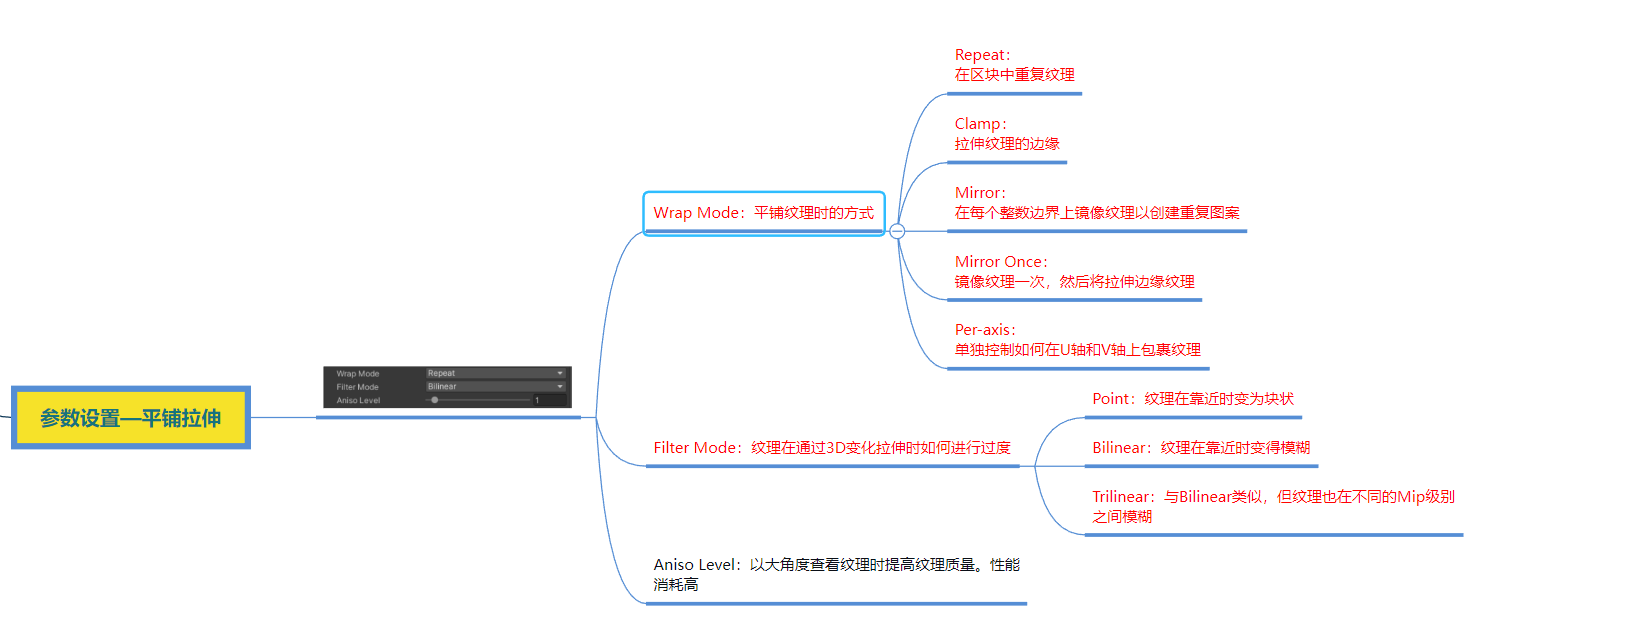 参数设置—平铺拉伸
Wrap Mode
Repeat
Filter Mode
Bilinear
Aniso Level
1
Wrap Mode：平铺纹理时的方式
Repeat：
在区块中重复纹理
Clamp：
拉伸纹理的边缘
Mirror：
在每个整数边界上镜像纹理以创建重复图案
Mirror Once：
镜像纹理一次，然后将拉伸边缘纹理
Per-axis：
单独控制如何在U轴和V轴上包裹纹理
Filter Mode：纹理在通过3D变化拉伸时如何进行过度
Point：纹理在靠近时变为块状
Bilinear：纹理在靠近时变得模糊
Trilinear：与Bilinear类似，但纹理也在不同的Mip级别
之间模糊
Aniso Level：以大角度查看纹理时提高纹理质量。性能
消耗高